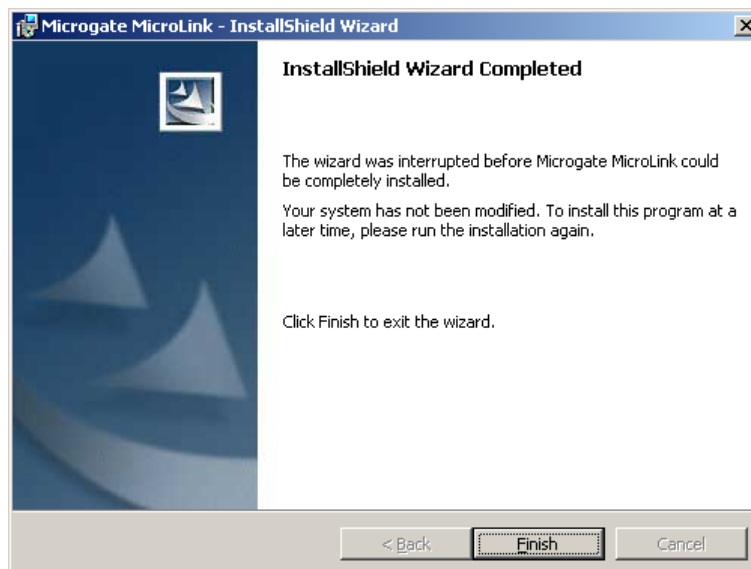 Microgate MicroLink - InstallShield Wizard
InstallShield Wizard Completed
The wizard was interrupted before Microgate MicroLink could
be completely installed.
Your system has not been modified. To install this program at a
later time, please run the installation again.
Click Finish to exit the wizard.
< Back Finish Cancel